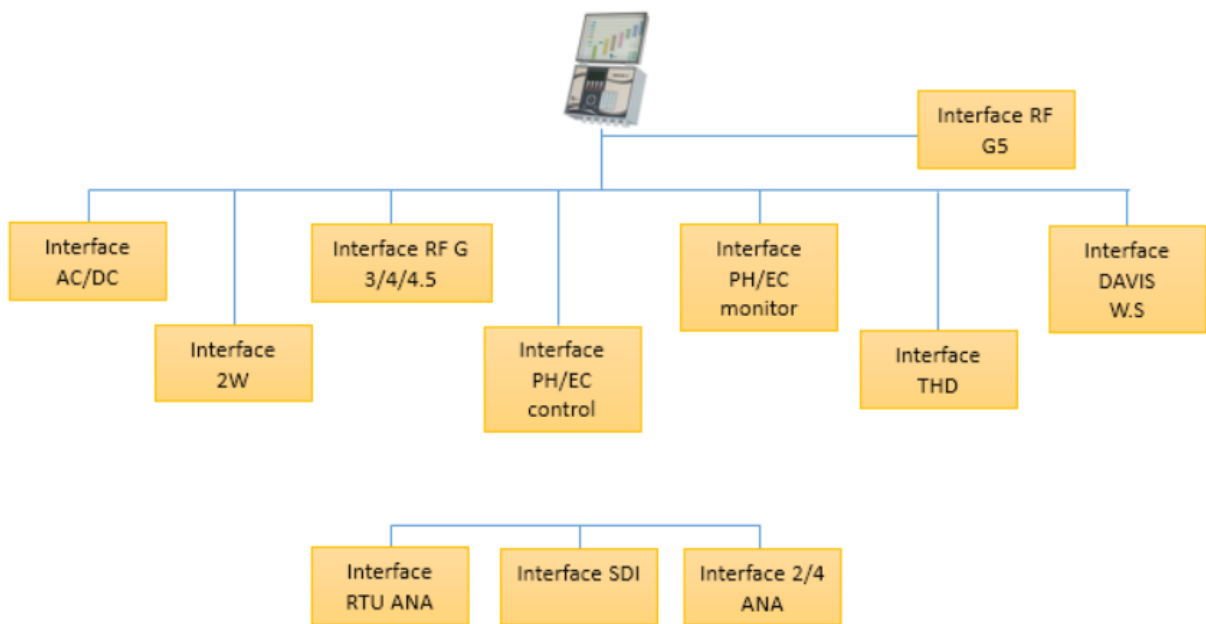 Interface RF
G5
Interface
AC/DC
Interface RF G
3/4/4.5
Interface
PH/EC
monitor
Interface
DAVIS
W.S
Interface
2W
Interface
PH/EC
control
Interface
THD
Interface
RTU ANA
Interface SDI
Interface 2/4
ANA